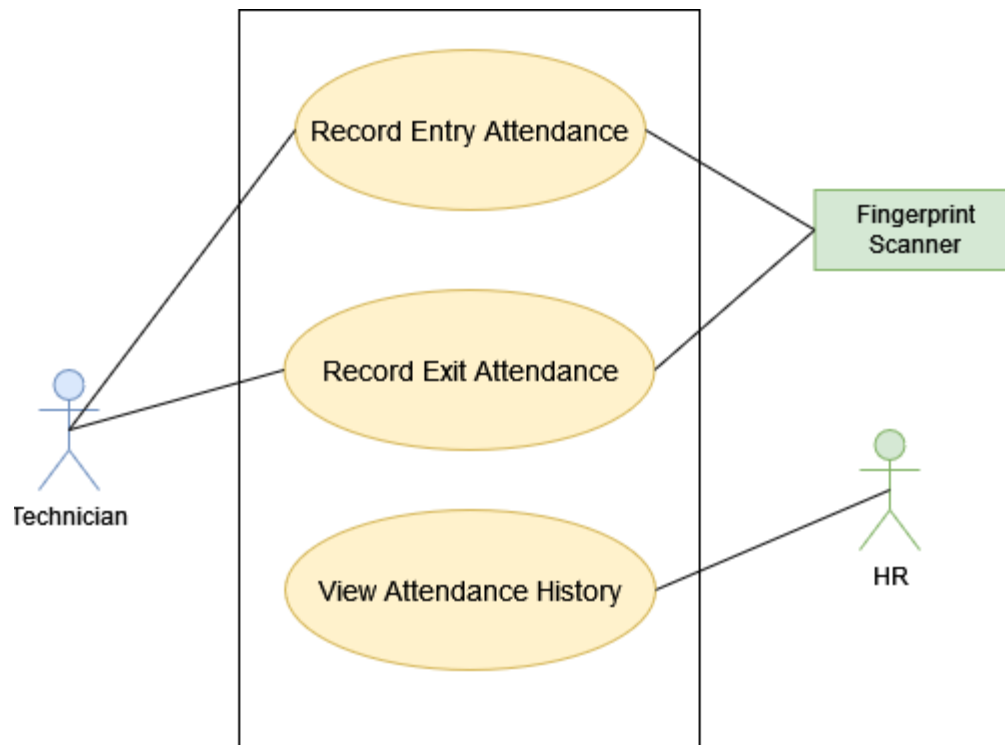 Record Entry Attendance
Fingerprint
Scanner
Record Exit Attendance
Technician
HR
View Attendance History